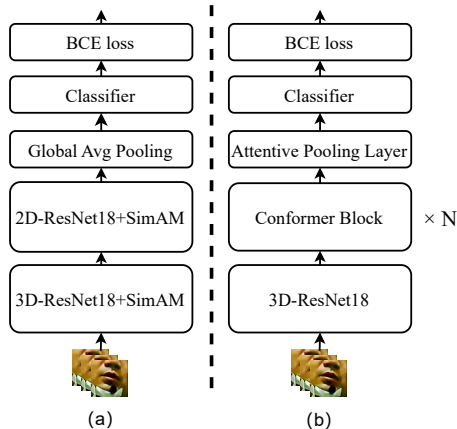 BCE loss
Classifier
Global Avg Pooling
2D-ResNet18+SimAM
3D-ResNet18+SimAM
(a)
BCE loss
Classifier
Attentive Pooling Layer
Conformer Block
× N
3D-ResNet18
(b)